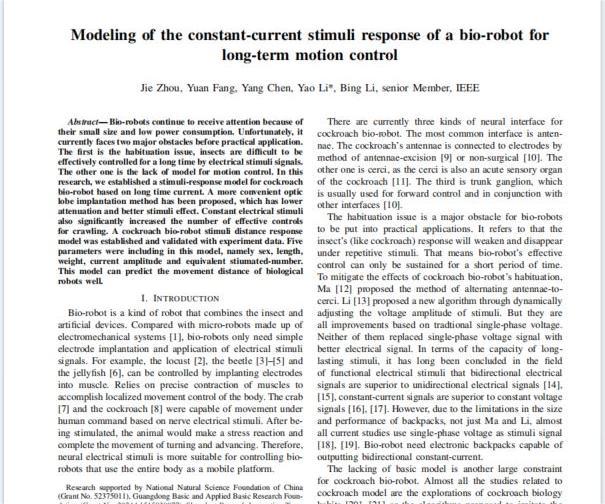 Modeling of the constant-current stimuli response of a bio-robot for
long-term motion control
Jie Zhou, Yuan Fang, Yang Chen, Yao Li*, Bing Li, senior Member, IEEE
Abstract— Bio-robots continue to receive attention because of
their small size and low power consumption. Unfortunately, it
currently faces two major obstacles before practical application.
The first is the habituation issue, insects are difficult to be
effectively controlled for a long time by electrical stimuli signals.
The other one is the lack of model for motion control. In this
research, we established a stimuli-response model for cockroach
bio-robot based on long time current. A more convenient optic
lobe implantation method has been proposed, which has lower
attenuation and better stimuli effect. Constant electrical stimuli
also significantly increased the number of effective controls
for crawling. A cockroach bio-robot stimuli distance response
model was established and validated with experiment data. Five
parameters were including in this model, namely sex, length,
weight, current amplitude and equivalent stiumated-number.
This model can predict the movement distance of biological
robots well.
I. INTRODUCTION
Bio-robot is a kind of robot that combines the insect and
artificial devices. Compared with micro-robots made up of
electromechanical systems [1], bio-robots only need simple
electrode implantation and application of electrical stimuli
signals. For example, the locust [2], the beetle [3]–[5] and
the jellyfish [6], can be controlled by implanting electrodes
into muscle. Relies on precise contraction of muscles to
accomplish localized movement control of the body. The crab
[7] and the cockroach [8] were capable of movement under
human command based on nerve electrical stimuli. After be-
ing stimulated, the animal would make a stress reaction and
complete the movement of turning and advancing. Therefore,
neural electrical stimuli is more suitable for controlling bio-
robots that use the entire body as a mobile platform.
Research supported by National Natural Science Foundation of China
(Grant No. 52375011), Guangdong Basic and Applied Basic Research Foun-
There are currently three kinds of neural interface for
cockroach bio-robot. The most common interface is anten-
nae. The cockroach's antennae is connected to electrodes by
method of antennae-excision [9] or non-surgical [10]. The
other one is cerci, as the cerci is also an acute sensory organ
of the cockroach [11]. The third is trunk ganglion, which
is usually used for forward control and in conjunction with
other interfaces [10].
The habituation issue is a major obstacle for bio-robots
to be put into practical applications. It refers to that the
insect's (like cockroach) response will weaken and disappear
under repetitive stimuli. That means bio-robot's effective
control can only be sustained for a short period of time.
To mitigate the effects of cockroach bio-robot's habituation,
Ma [12] proposed the method of alternating antennae-to-
cerci. Li [13] proposed a new algorithm through dynamically
adjusting the voltage amplitude of stimuli. But they are
all improvements based on tradtional single-phase voltage.
Neither of them replaced single-phase voltage signal with
better electrical signal. In terms of the capacity of long-
lasting stimuli, it has long been concluded in the field
of functional electrical stimuli that bidirectional electrical
signals are superior to unidirectional electrical signals [14],
[15], constant-current signals are superior to constant voltage
signals [16], [17]. However, due to the limitations in the size
and performance of backpacks, not just Ma and Li, almost
all current studies use single-phase voltage as stimuli signal
[18], [19]. Bio-robot need electronic backpacks capable of
outputting bidirectional constant-current.
The lacking of basic model is another large constraint
for cockroach bio-robot. Almost all the studies related to
cockroach model are the explorations of cockroach biology